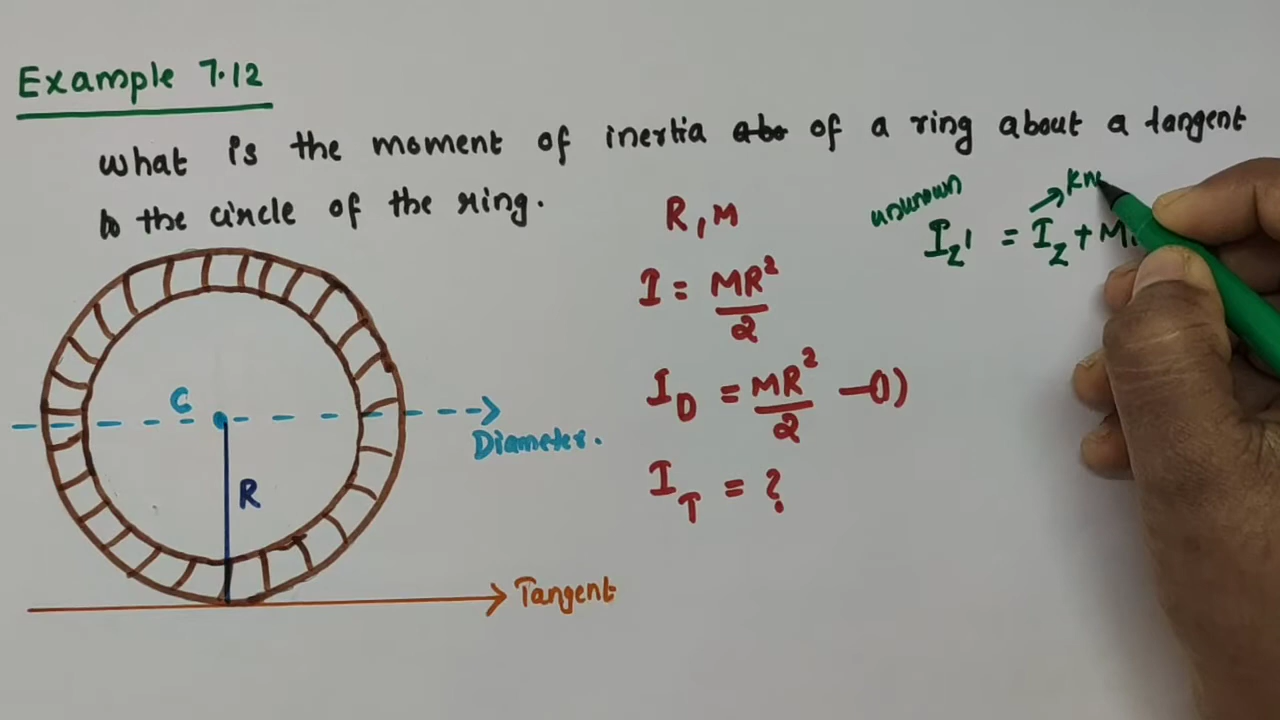 Example 7.12
What is the moment of inertia abo of a ring about a tangent
to the circle of the ring.
R, M
unknown
I_Z' = I_Z + M
I = MR²/2
I_D = MR²/2 —(1)
I_T = ?
C
Diameter.
R
Tangent